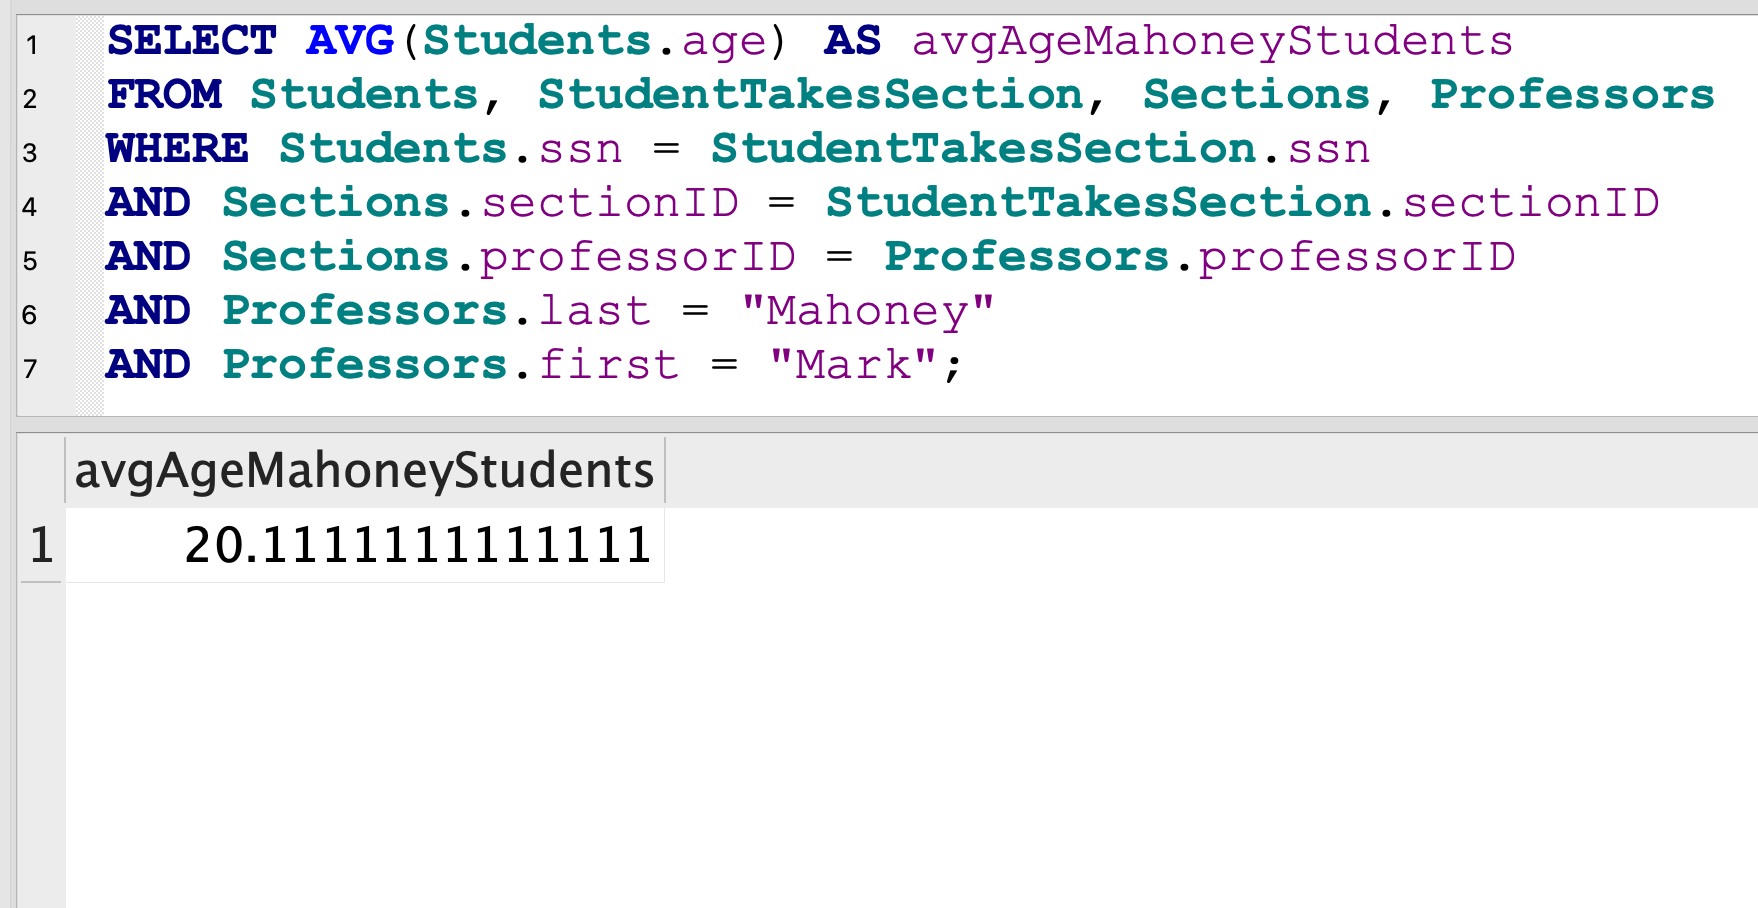 1 SELECT AVG(Students.age) AS avgAgeMahoneyStudents
2 FROM Students, StudentTakesSection, Sections, Professors
3 WHERE Students.ssn = StudentTakesSection.ssn
4 AND Sections.sectionID = StudentTakesSection.sectionID
5 AND Sections.professorID = Professors.professorID
6 AND Professors.last = "Mahoney"
7 AND Professors.first = "Mark";
avgAgeMahoneyStudents
1 20.1111111111111